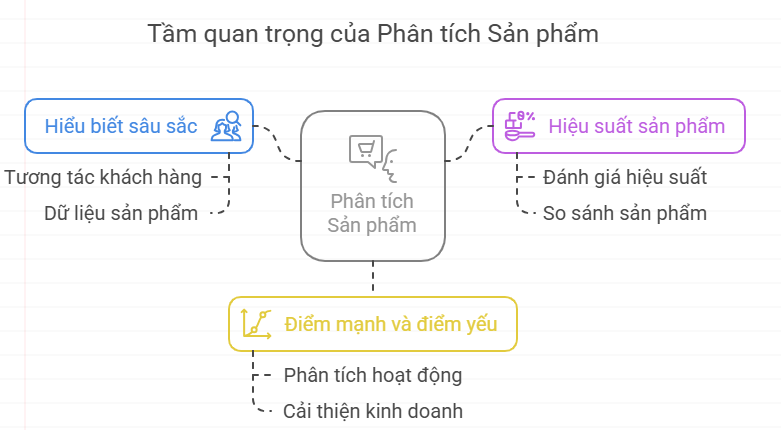 Tầm quan trọng của Phân tích Sản phẩm
Hiểu biết sâu sắc
Tương tác khách hàng
Dữ liệu sản phẩm
Phân tích
Sản phẩm
%
Hiệu suất sản phẩm
Đánh giá hiệu suất
So sánh sản phẩm
Điểm mạnh và điểm yếu
Phân tích hoạt động
Cải thiện kinh doanh